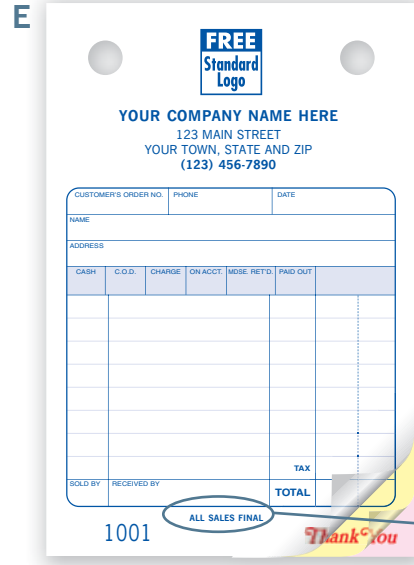 E
FREE
Standard
Logo
YOUR COMPANY NAME HERE
123 MAIN STREET
YOUR TOWN, STATE AND ZIP
(123) 456-7890
CUSTOMER'S ORDER NO. PHONE DATE
NAME
ADDRESS
CASH C.O.D. CHARGE ON ACCT. MDSE. RET'D. PAID OUT
TAX
SOLD BY RECEIVED BY TOTAL
ALL SALES FINAL
1001 Thank You